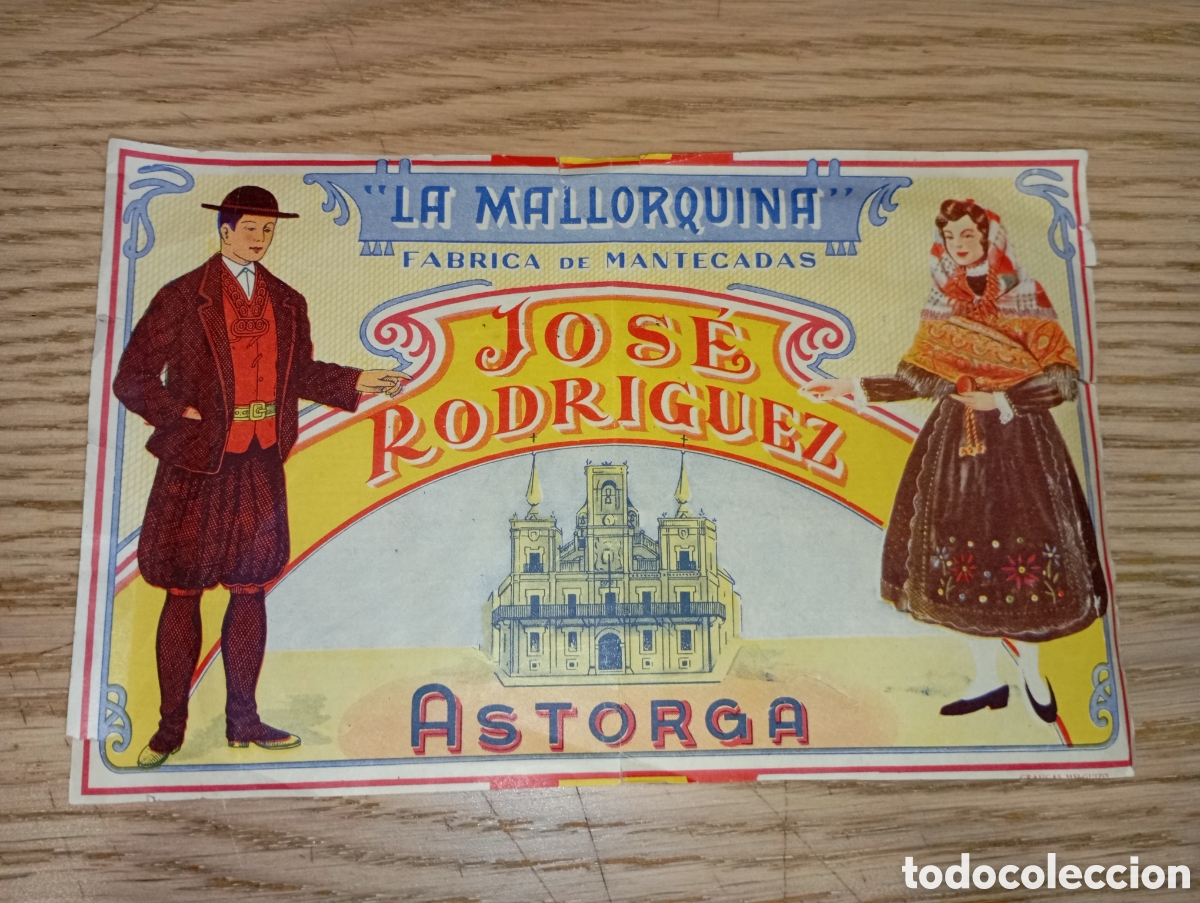 "LA MALLORQUINA"
FABRICA DE MANTECADAS
JOSÉ
RODRIGUEZ
ASTORGA
todocoleccion